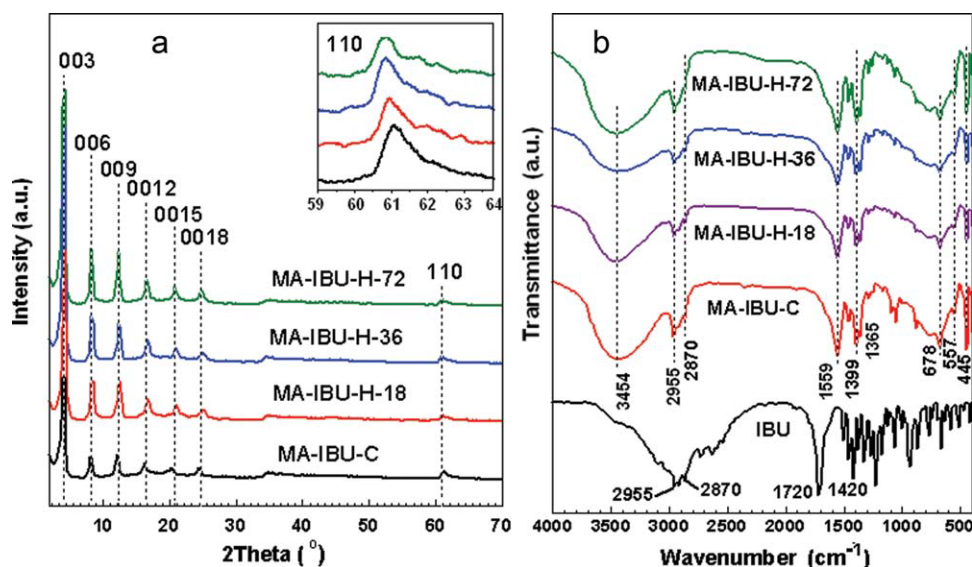 a
003
006
009
0012
0015
0018
110
MA-IBU-H-72
MA-IBU-H-36
MA-IBU-H-18
MA-IBU-C
Intensity (a.u.)
10 20 30 40 50 60 70
2Theta (°)
110
59 60 61 62 63 64
b
MA-IBU-H-72
MA-IBU-H-36
MA-IBU-H-18
MA-IBU-C
3454
2955
2870
1559
1399
1365
678
557
445
IBU
2955
2870
1720
1420
Transmittance (a.u.)
4000 3500 3000 2500 2000 1500 1000 500
Wavenumber (cm⁻¹)